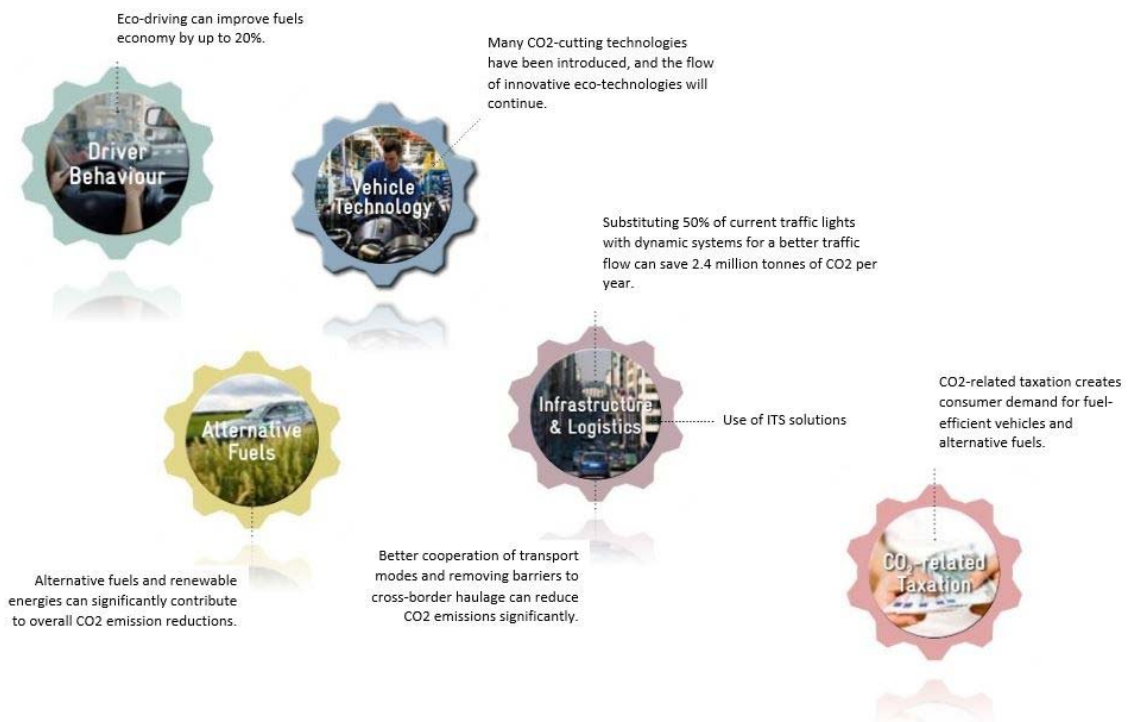 Eco-driving can improve fuels
economy by up to 20%.
Driver
Behaviour
Many CO2-cutting technologies
have been introduced, and the flow
of innovative eco-technologies will
continue.
Vehicle
Technology
Substituting 50% of current traffic lights
with dynamic systems for a better traffic
flow can save 2.4 million tonnes of CO2 per
year.
Alternative
Fuels
Infrastructure
& Logistics
Use of ITS solutions
CO2-related taxation creates
consumer demand for fuel-
efficient vehicles and
alternative fuels.
Alternative fuels and renewable
energies can significantly contribute
to overall CO2 emission reductions.
Better cooperation of transport
modes and removing barriers to
cross-border haulage can reduce
CO2 emissions significantly.
CO₂-related
Taxation